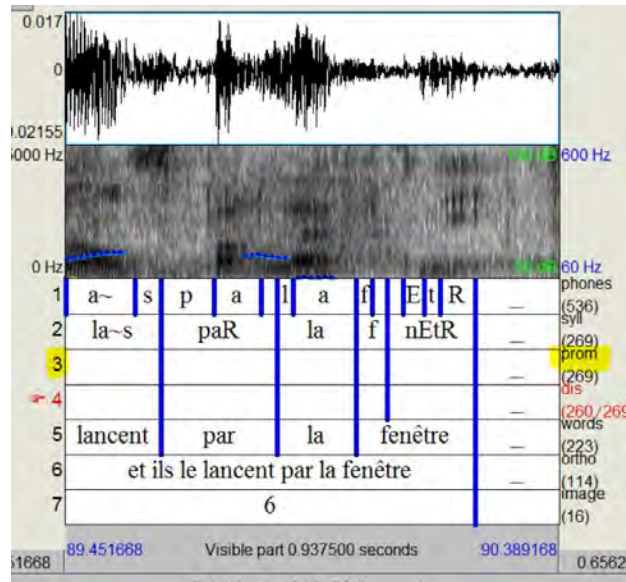 0.017
0
0.02155
5000 Hz 100 dB 600 Hz
0 Hz 50 dB 60 Hz
1 a~ s p a l a f E t R _ phones (536)
2 la~s paR la f nEtR _ syll (269)
3 prom (269)
4 _ dis (260/269
5 lancent par la fenêtre _ words (223)
6 et ils le lancent par la fenêtre ortho (114)
7 6 _ image (16)
89.451668 Visible part 0.937500 seconds 90.389168
51668 0.6562